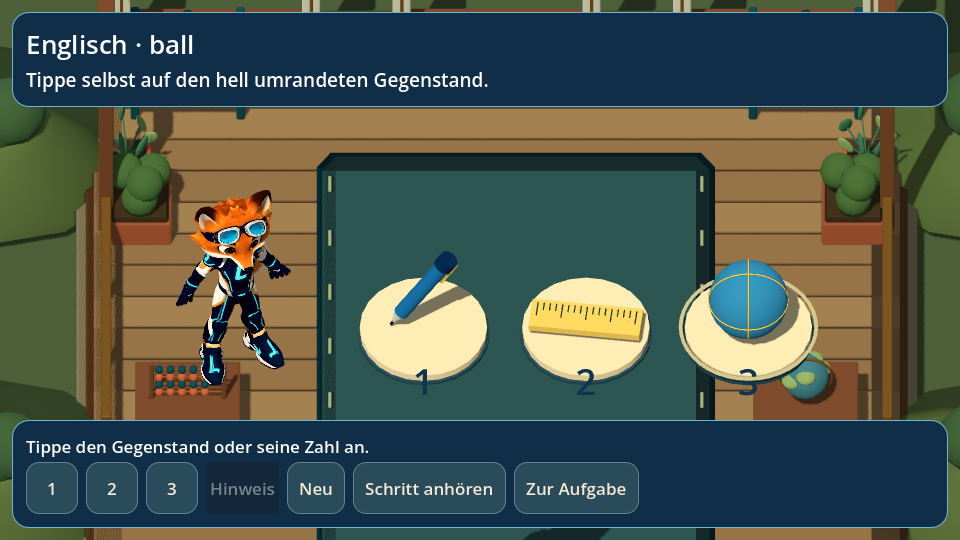 Englisch · ball
Tippe selbst auf den hell umrandeten Gegenstand.
1 2 3
Tippe den Gegenstand oder seine Zahl an.
1 2 3 Hinweis Neu Schritt anhören Zur Aufgabe